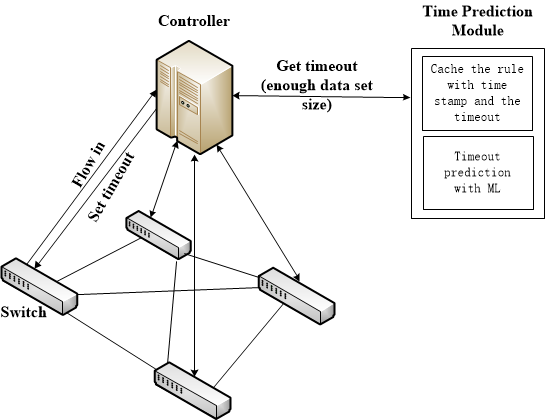 Controller
Time Prediction
Module
Get timeout
(enough data set
size)
Cache the rule
with time
stamp and the
timeout
Timeout
prediction
with ML
Flow in
Set timeout
Switch